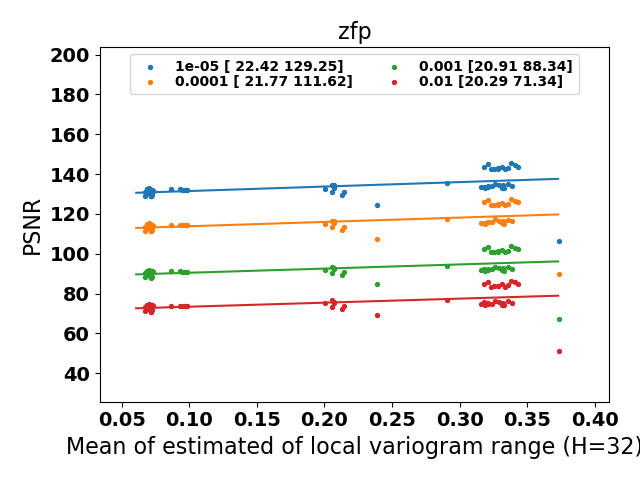 zfp
1e-05 [ 22.42 129.25]
0.0001 [ 21.77 111.62]
0.001 [20.91 88.34]
0.01 [20.29 71.34]
PSNR
200
180
160
140
120
100
80
60
40
0.05 0.10 0.15 0.20 0.25 0.30 0.35 0.40
Mean of estimated of local variogram range (H=32)